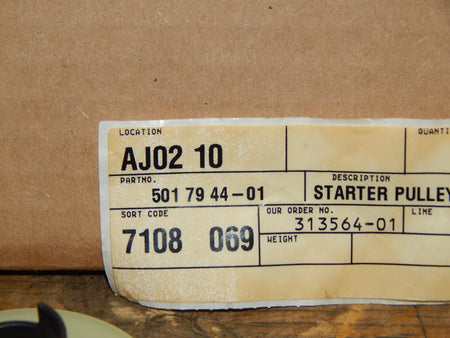 LOCATION
QUANTI
AJ02 10
PARTNO. DESCRIPTION
501 79 44-01 STARTER PULLEY
SORT CODE OUR ORDER NO. LINE
313564-01
7108 069
WEIGHT